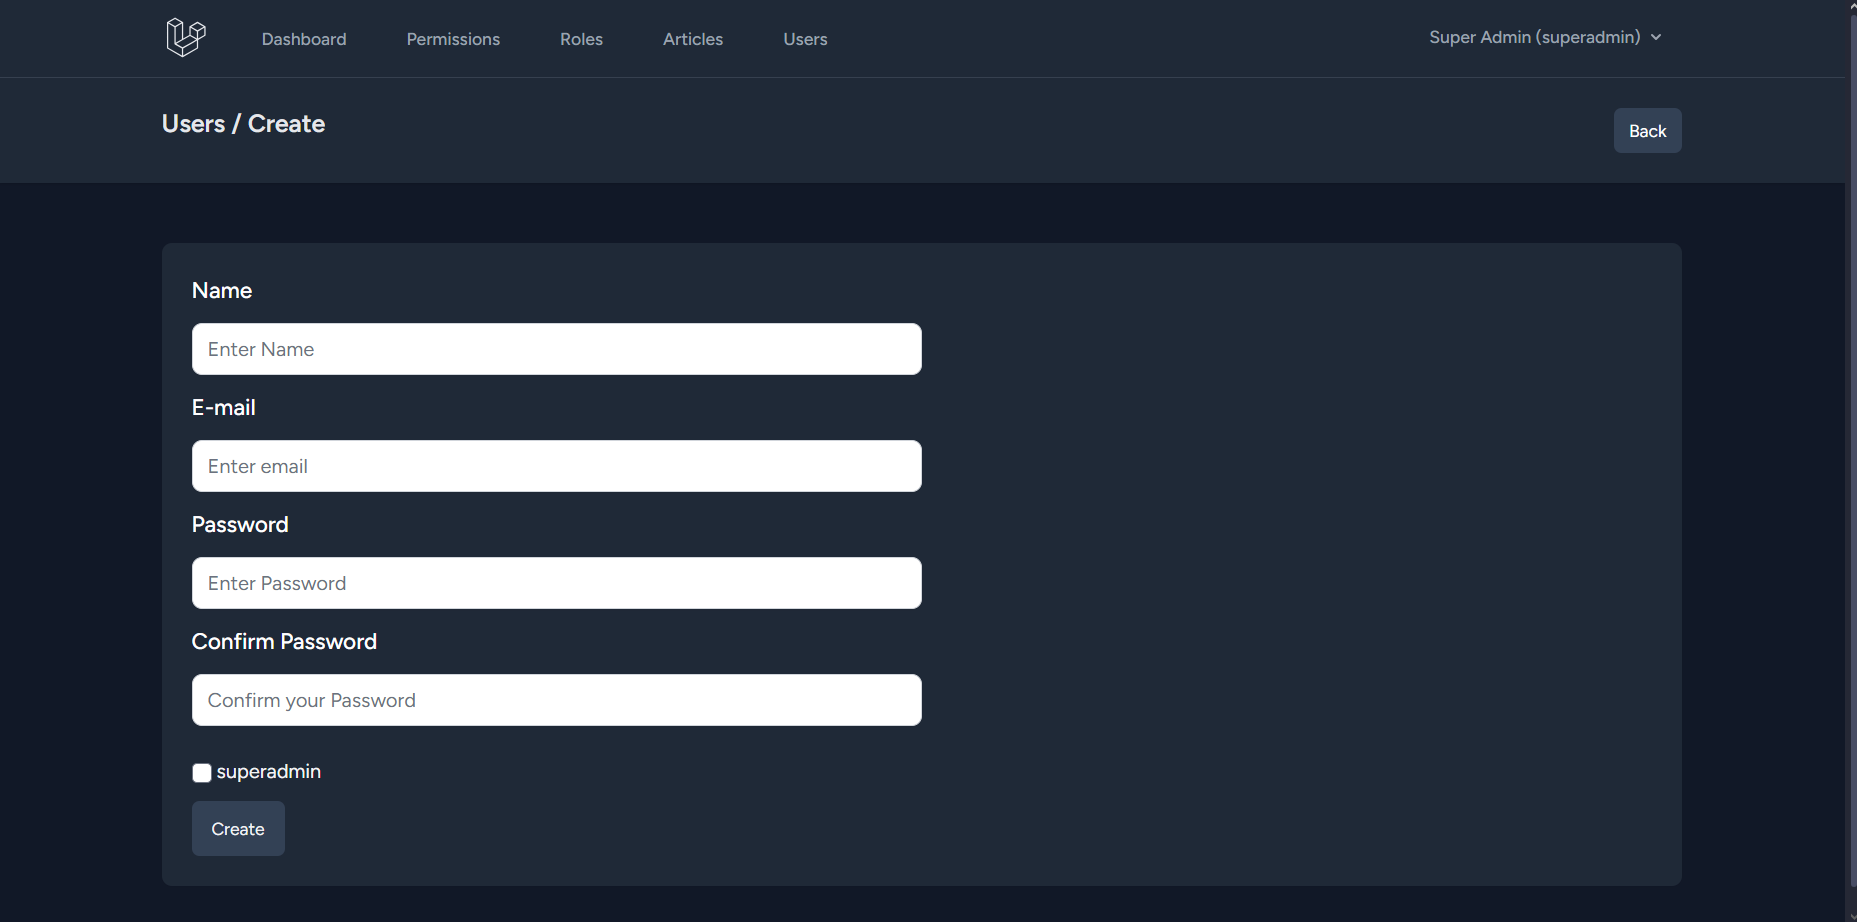 Dashboard Permissions Roles Articles Users Super Admin (superadmin)
Users / Create
Back
Name
Enter Name
E-mail
Enter email
Password
Enter Password
Confirm Password
Confirm your Password
superadmin
Create